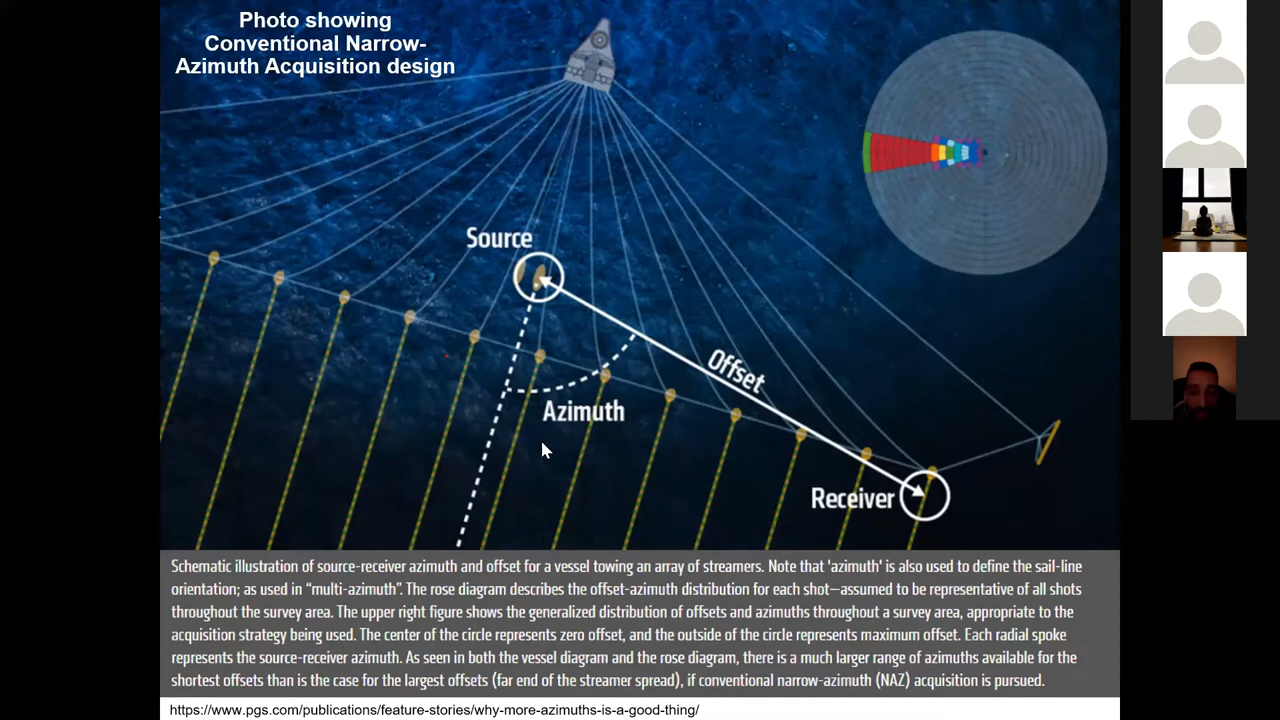 Photo showing
Conventional Narrow-
Azimuth Acquisition design
Source
Offset
Azimuth
Receiver
Schematic illustration of source-receiver azimuth and offset for a vessel towing an array of streamers. Note that 'azimuth' is also used to define the sail-line
orientation; as used in “multi-azimuth”. The rose diagram describes the offset-azimuth distribution for each shot—assumed to be representative of all shots
throughout the survey area. The upper right figure shows the generalized distribution of offsets and azimuths throughout a survey area, appropriate to the
acquisition strategy being used. The center of the circle represents zero offset, and the outside of the circle represents maximum offset. Each radial spoke
represents the source-receiver azimuth. As seen in both the vessel diagram and the rose diagram, there is a much larger range of azimuths available for the
shortest offsets than is the case for the largest offsets (far end of the streamer spread), if conventional narrow-azimuth (NAZ) acquisition is pursued.
https://www.pgs.com/publications/feature-stories/why-more-azimuths-is-a-good-thing/